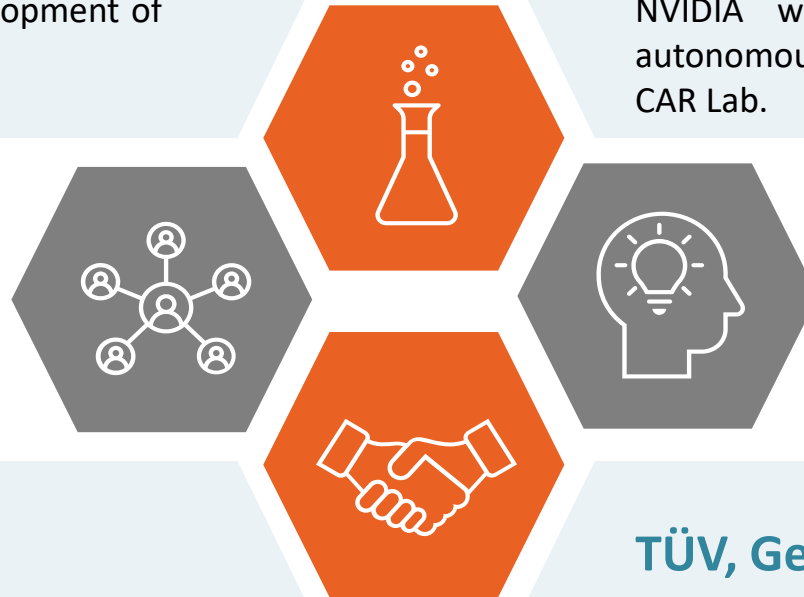 opment of
NVIDIA w
autonomou
CAR Lab.
TÜV, Ge